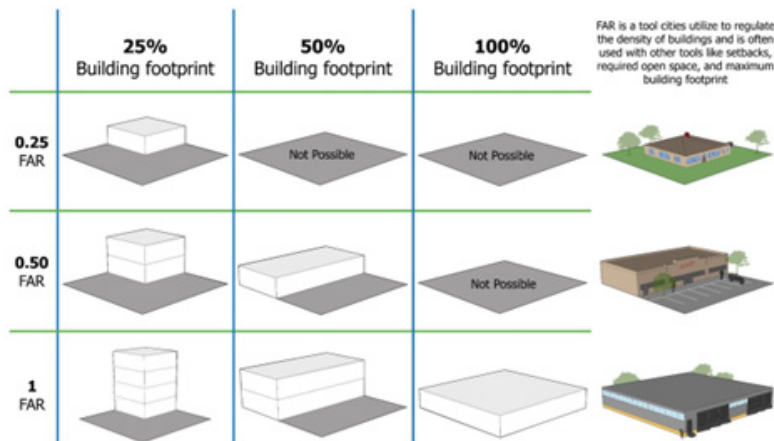 25%
Building footprint
50%
Building footprint
100%
Building footprint
FAR is a tool cities utilize to regulate
the density of buildings and is often
used with other tools like setbacks,
required open space, and maximum
building footprint
0.25
FAR
Not Possible
Not Possible
0.50
FAR
Not Possible
1
FAR